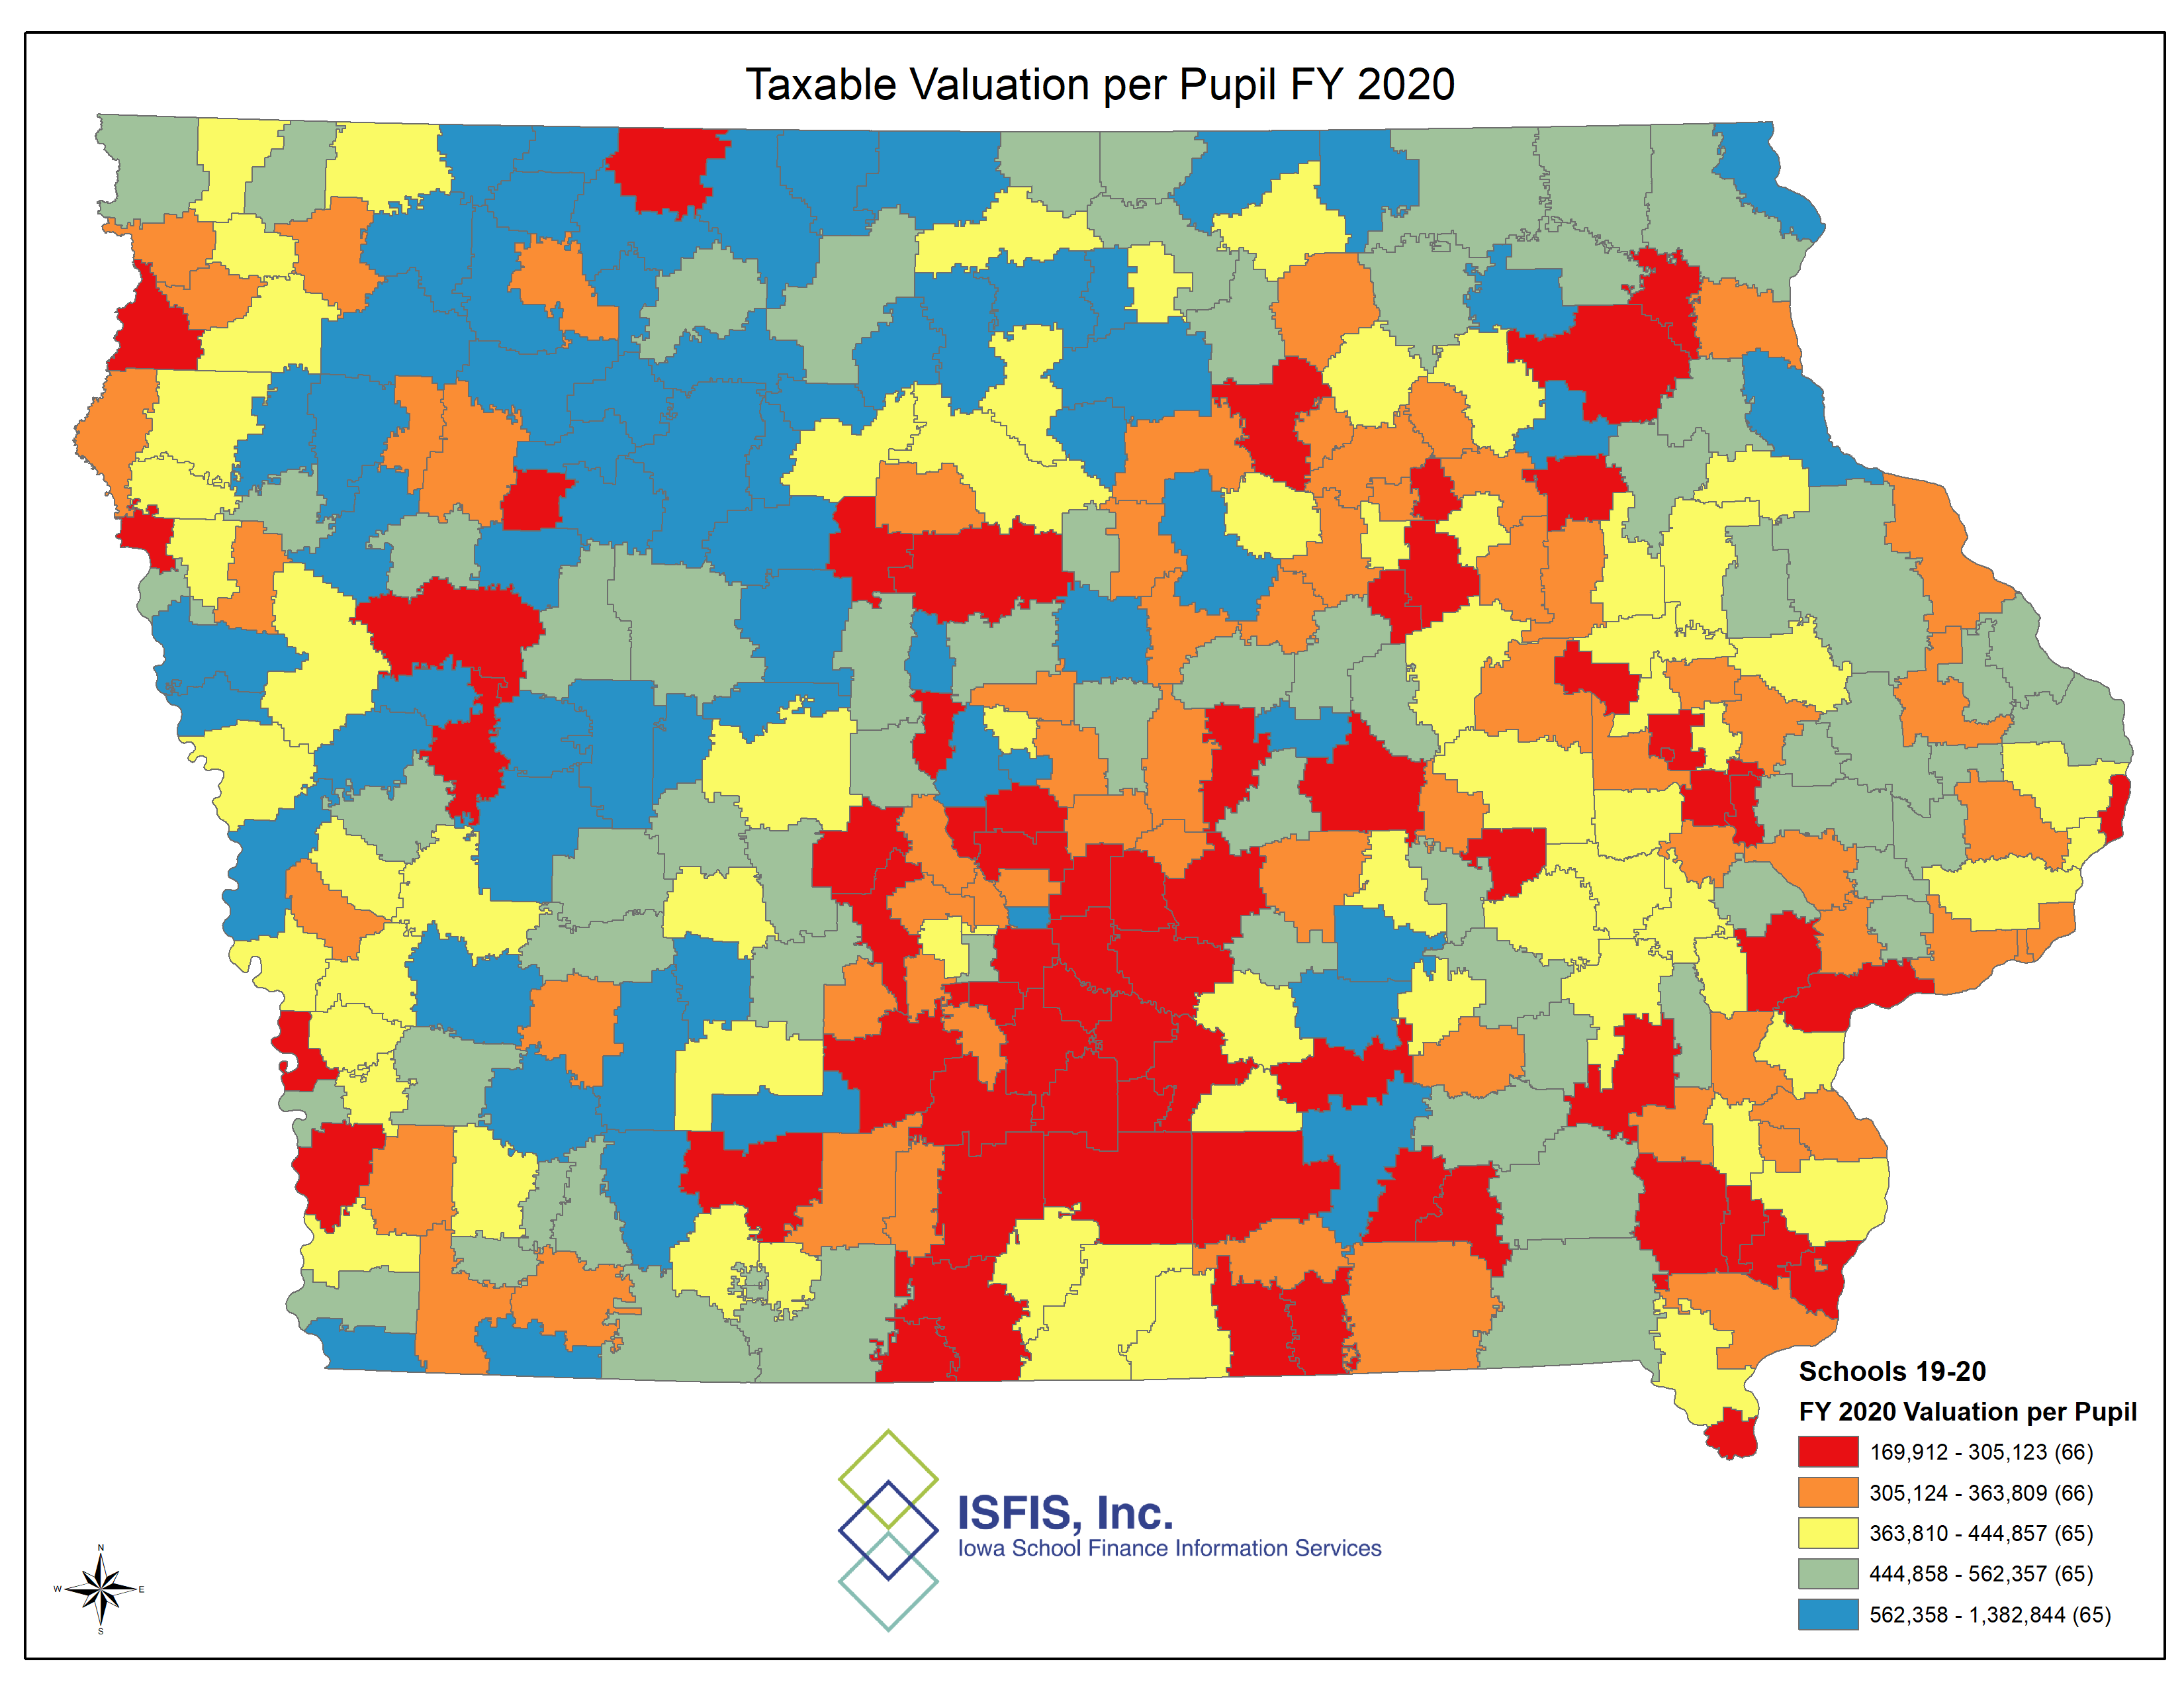 Taxable Valuation per Pupil FY 2020
Schools 19-20
FY 2020 Valuation per Pupil
169,912 - 305,123 (66)
305,124 - 363,809 (66)
363,810 - 444,857 (65)
444,858 - 562,357 (65)
562,358 - 1,382,844 (65)
ISFIS, Inc.
Iowa School Finance Information Services
N
W E
S